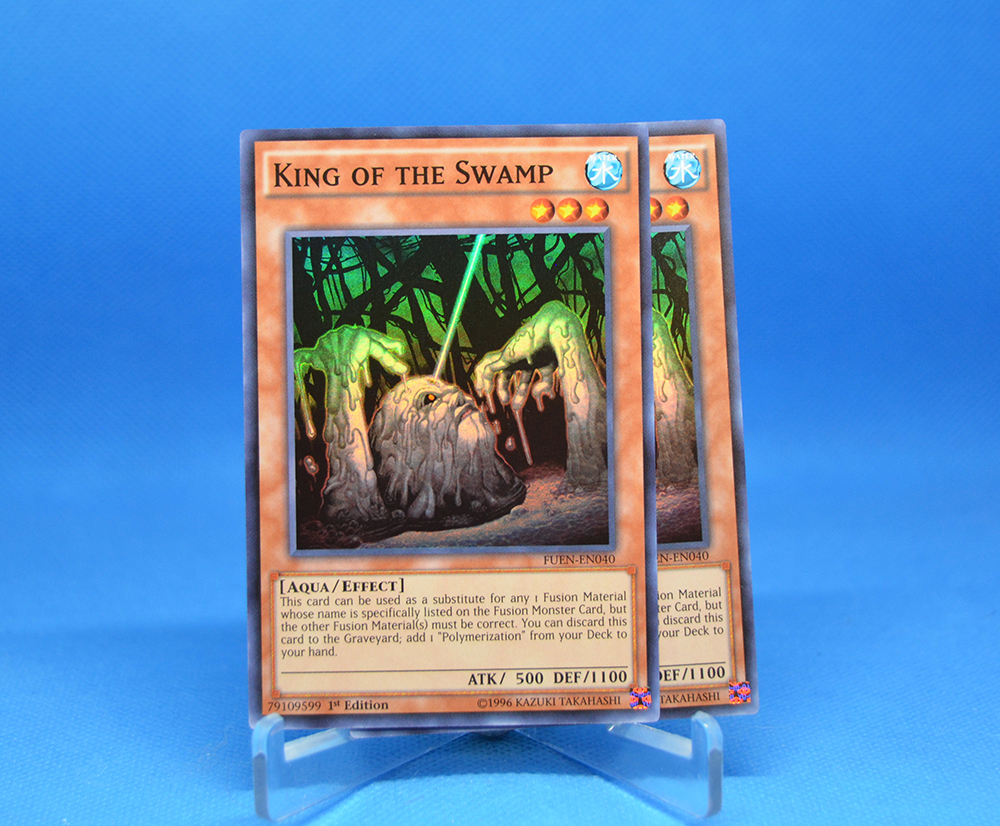 KING OF THE SWAMP
WATER
水
FUEN-EN040
[AQUA/EFFECT]
This card can be used as a substitute for any 1 Fusion Material
whose name is specifically listed on the Fusion Monster Card, but
the other Fusion Material(s) must be correct. You can discard this
card to the Graveyard; add 1 "Polymerization" from your Deck to
your hand.
ATK/ 500 DEF/1100
79109599 1st Edition
©1996 KAZUKI TAKAHASHI
WATER
水
EN-EN040
ion Material
ter Card, but
discard this
your Deck to
DEF/1100
TAKAHASHI